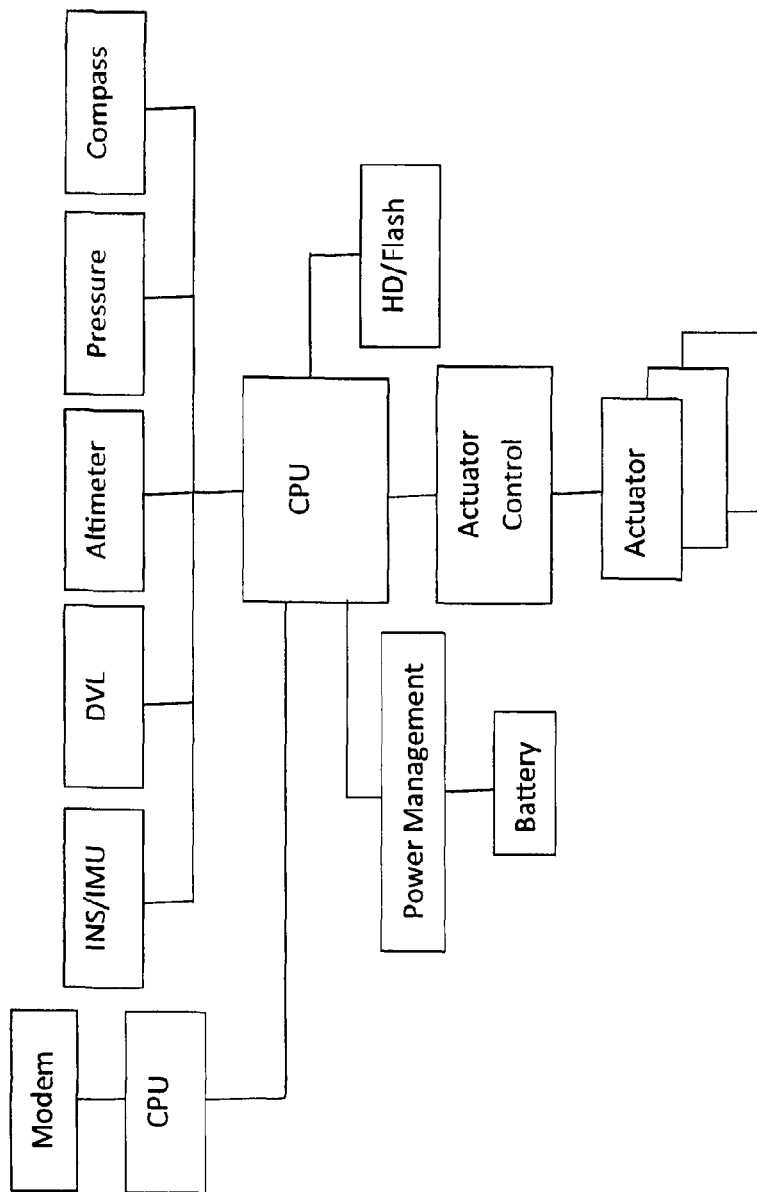 Modem
CPU
INS/IMU
DVL
Altimeter
Pressure
Compass
CPU
HD/Flash
Power Management
Battery
Actuator
Control
Actuator